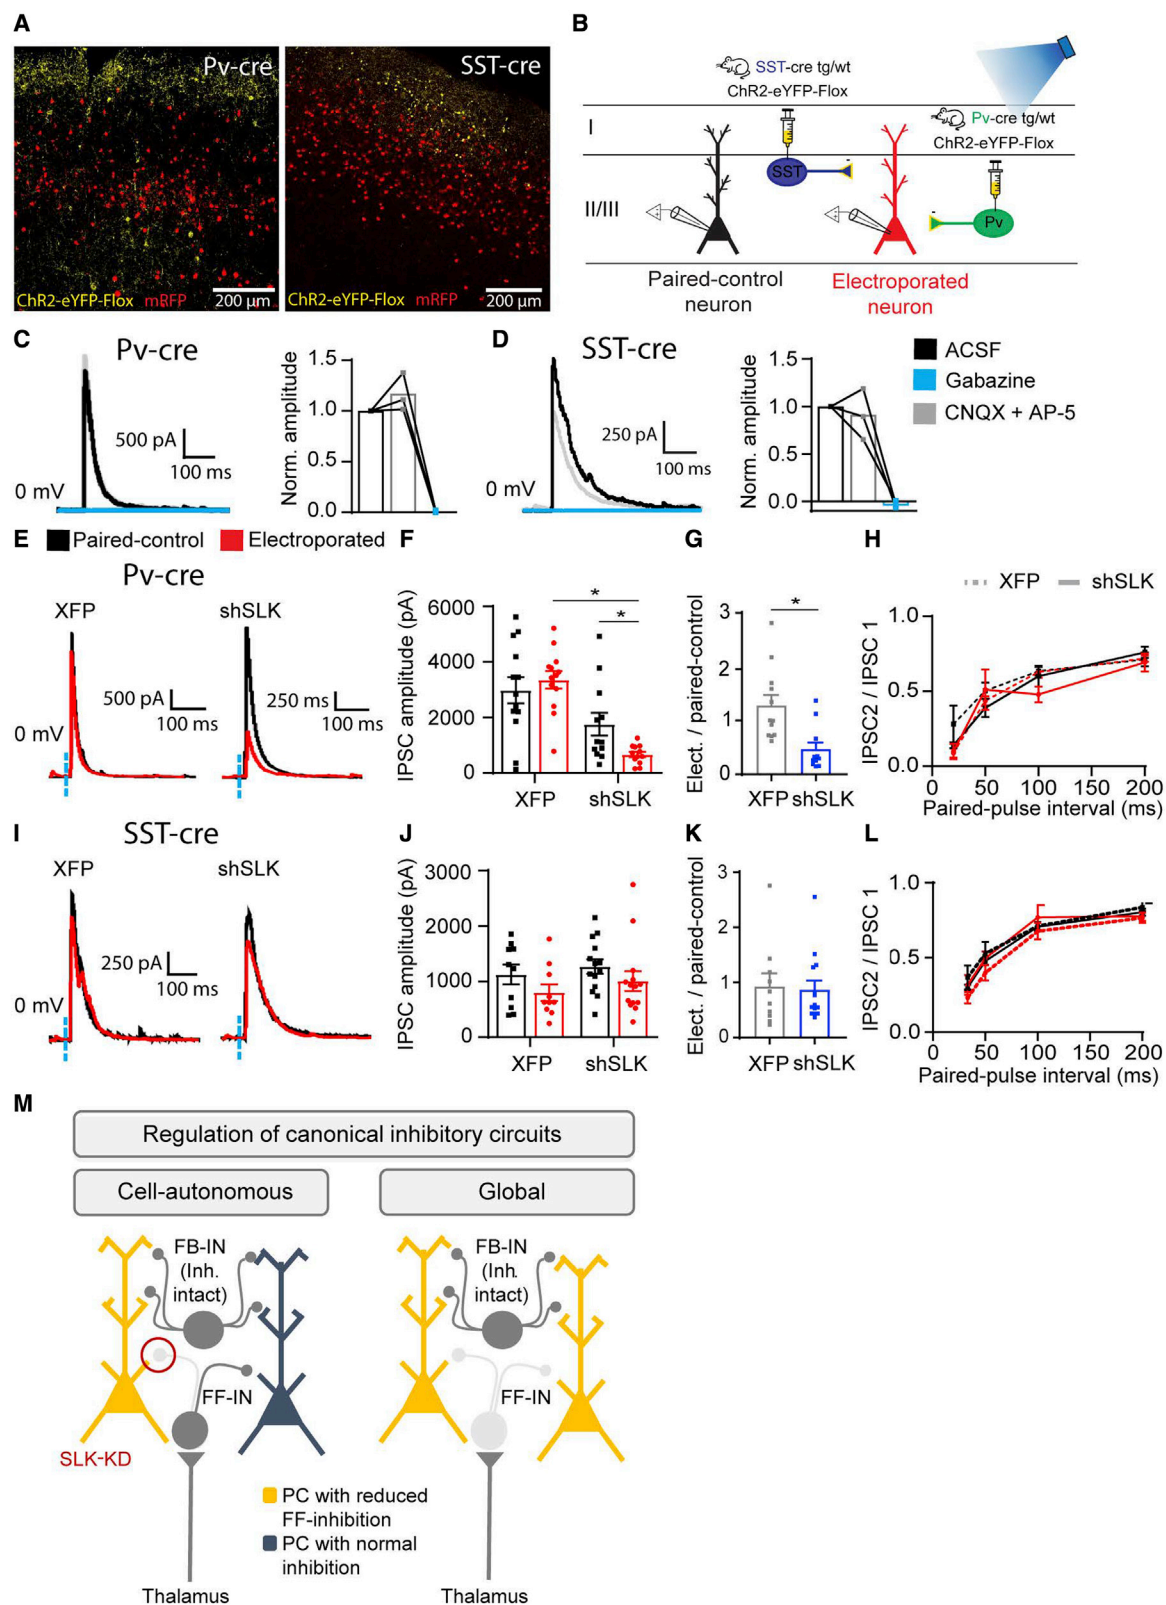 A
Pv-cre
SST-cre
ChR2-eYFP-Flox mRFP
200 µm
ChR2-eYFP-Flox mRFP
200 µm
B
SST-cre tg/wt
ChR2-eYFP-Flox
Pv-cre tg/wt
ChR2-eYFP-Flox
I
II/III
SST
Pv
Paired-control
neuron
Electroporated
neuron
C
Pv-cre
500 pA
100 ms
0 mV
Norm. amplitude
1.5
1.0
0.5
0.0
D
SST-cre
250 pA
100 ms
0 mV
Norm. amplitude
1.5
1.0
0.5
0.0
ACSF
Gabazine
CNQX + AP-5
E
Paired-control
Electroporated
Pv-cre
XFP
shSLK
500 pA
100 ms
250 ms
100 ms
0 mV
F
IPSC amplitude (pA)
6000
4000
2000
0
*
*
XFP
shSLK
G
Elect. / paired-control
3
2
1
0
*
XFP shSLK
H
XFP
shSLK
IPSC2 / IPSC 1
1.0
0.5
0.0
0 50 100 150 200
Paired-pulse interval (ms)
I
SST-cre
XFP
shSLK
250 pA
100 ms
0 mV
J
IPSC amplitude (pA)
3000
2000
1000
0
XFP
shSLK
K
Elect. / paired-control
3
2
1
0
XFP shSLK
L
IPSC2 / IPSC 1
1.0
0.5
0.0
0 50 100 150 200
Paired-pulse interval (ms)
M
Regulation of canonical inhibitory circuits
Cell-autonomous
Global
FB-IN
(Inh.
intact)
FF-IN
SLK-KD
Thalamus
FB-IN
(Inh.
intact)
FF-IN
Thalamus
PC with reduced
FF-inhibition
PC with normal
inhibition